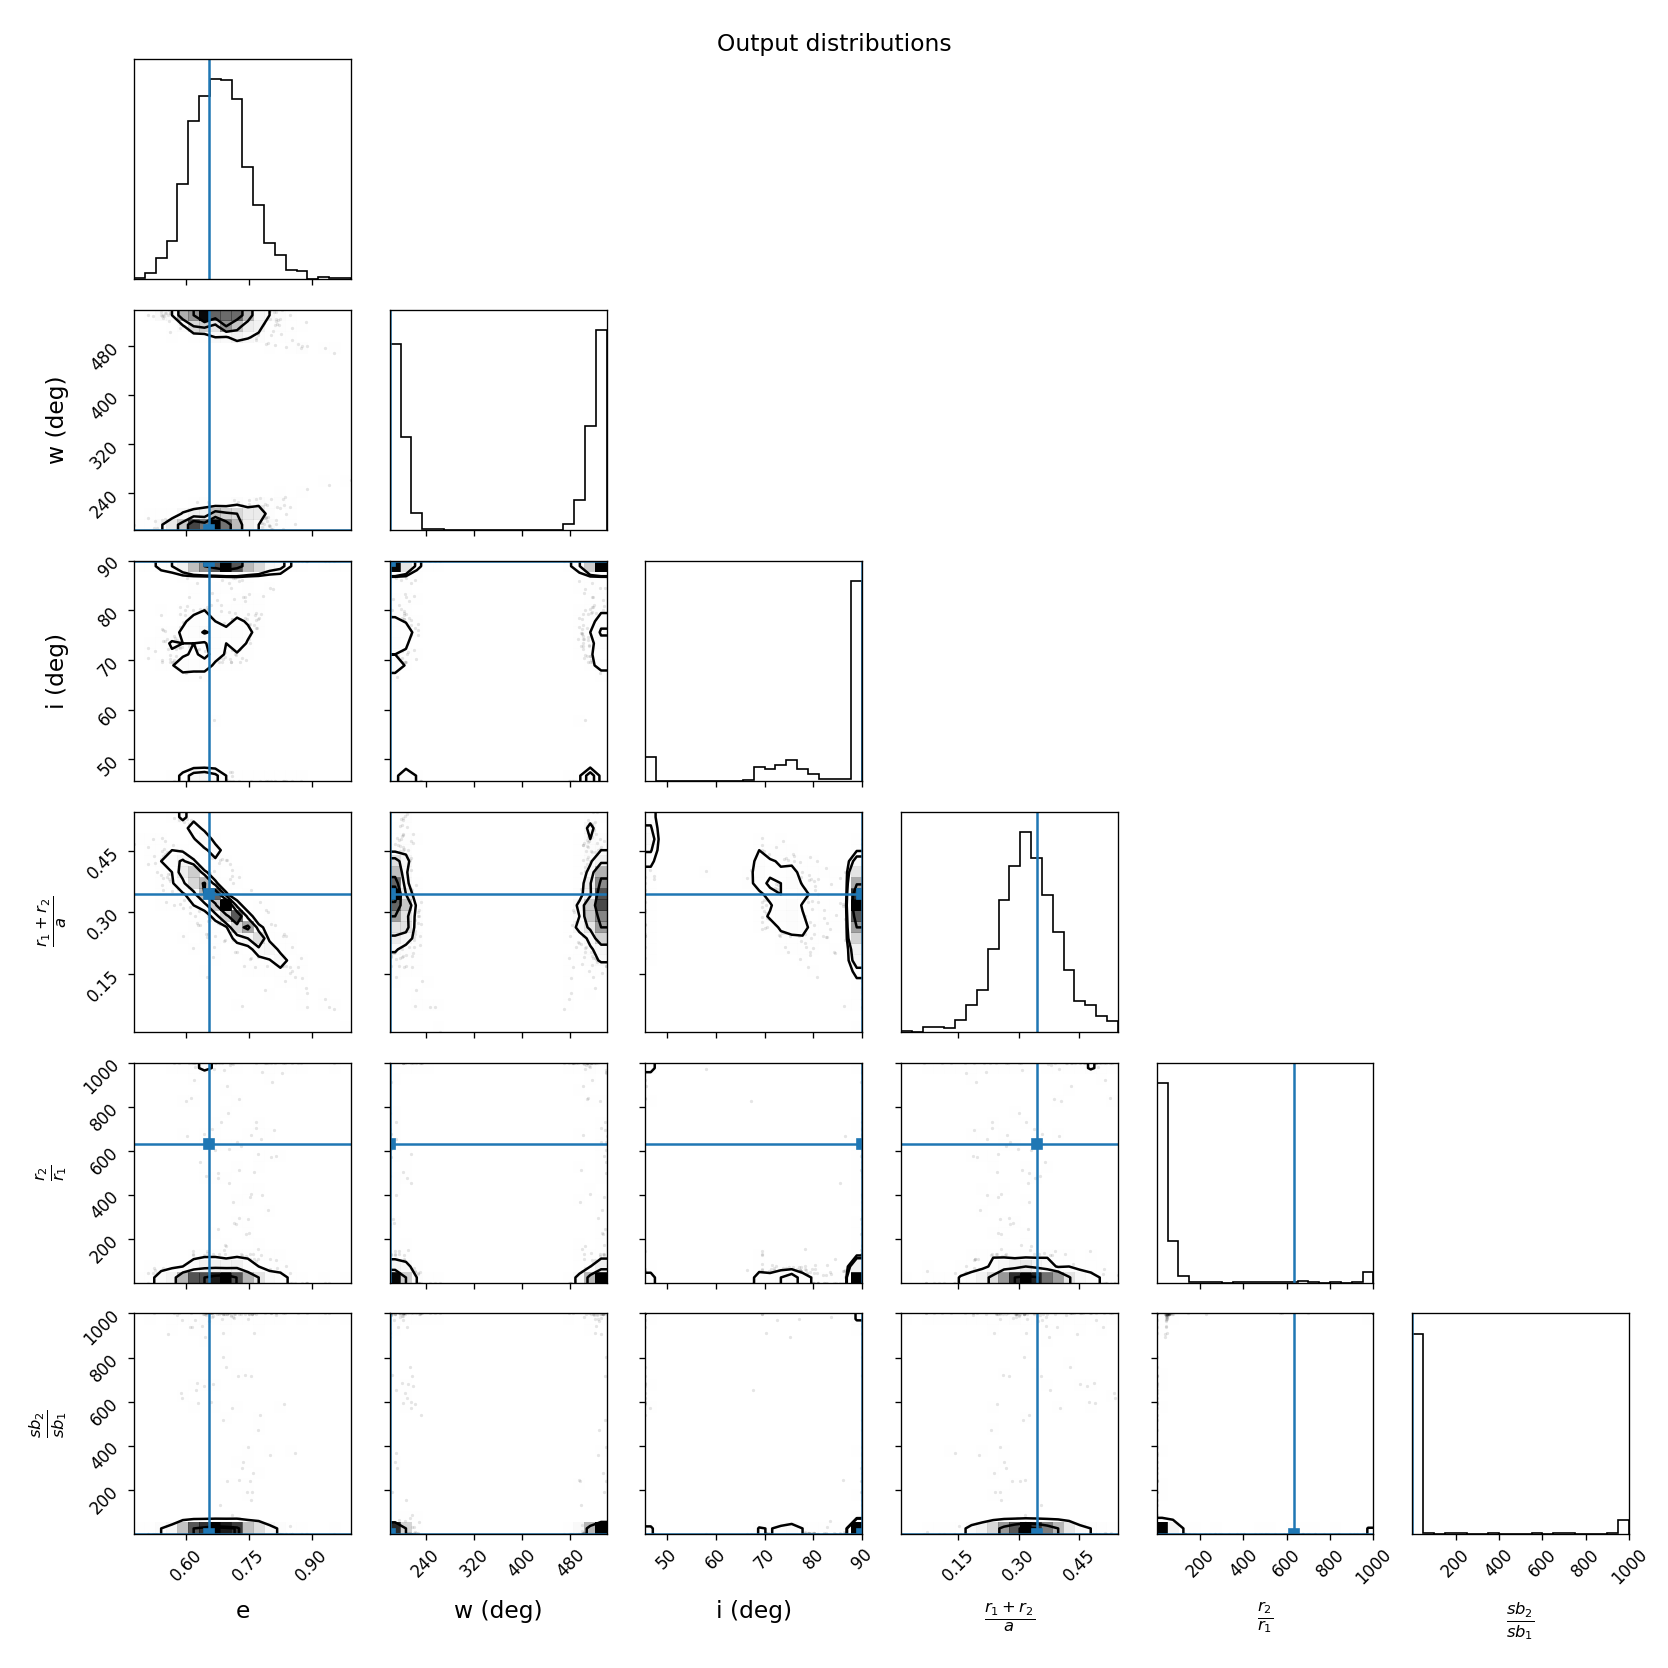 Output distributions
w (deg)
480
400
320
240
i (deg)
90
80
70
60
50
r1 + r2
a
0.45
0.30
0.15
r2
r1
1000
800
600
400
200
sb2
sb1
1000
800
600
400
200
0.60 0.75 0.90 240 320 400 480 50 60 70 80 90 0.15 0.30 0.45 200 400 600 800 1000 200 400 600 800 1000
e w (deg) i (deg) r1 + r2 r2 sb2
a r1 sb1